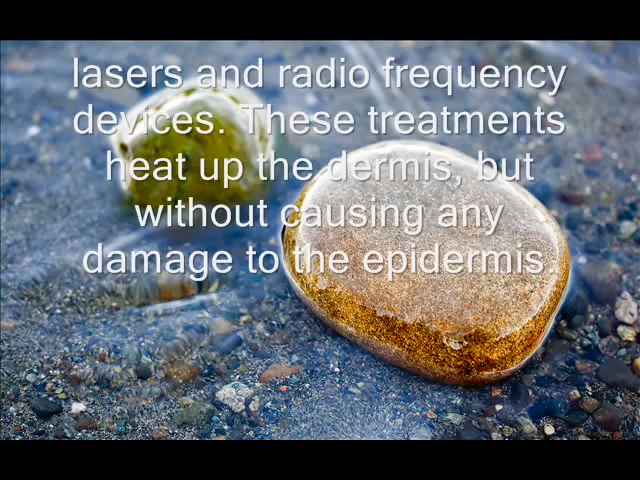 lasers and radio frequency
devices. These treatments
heat up the dermis, but
without causing any
damage to the epidermis.